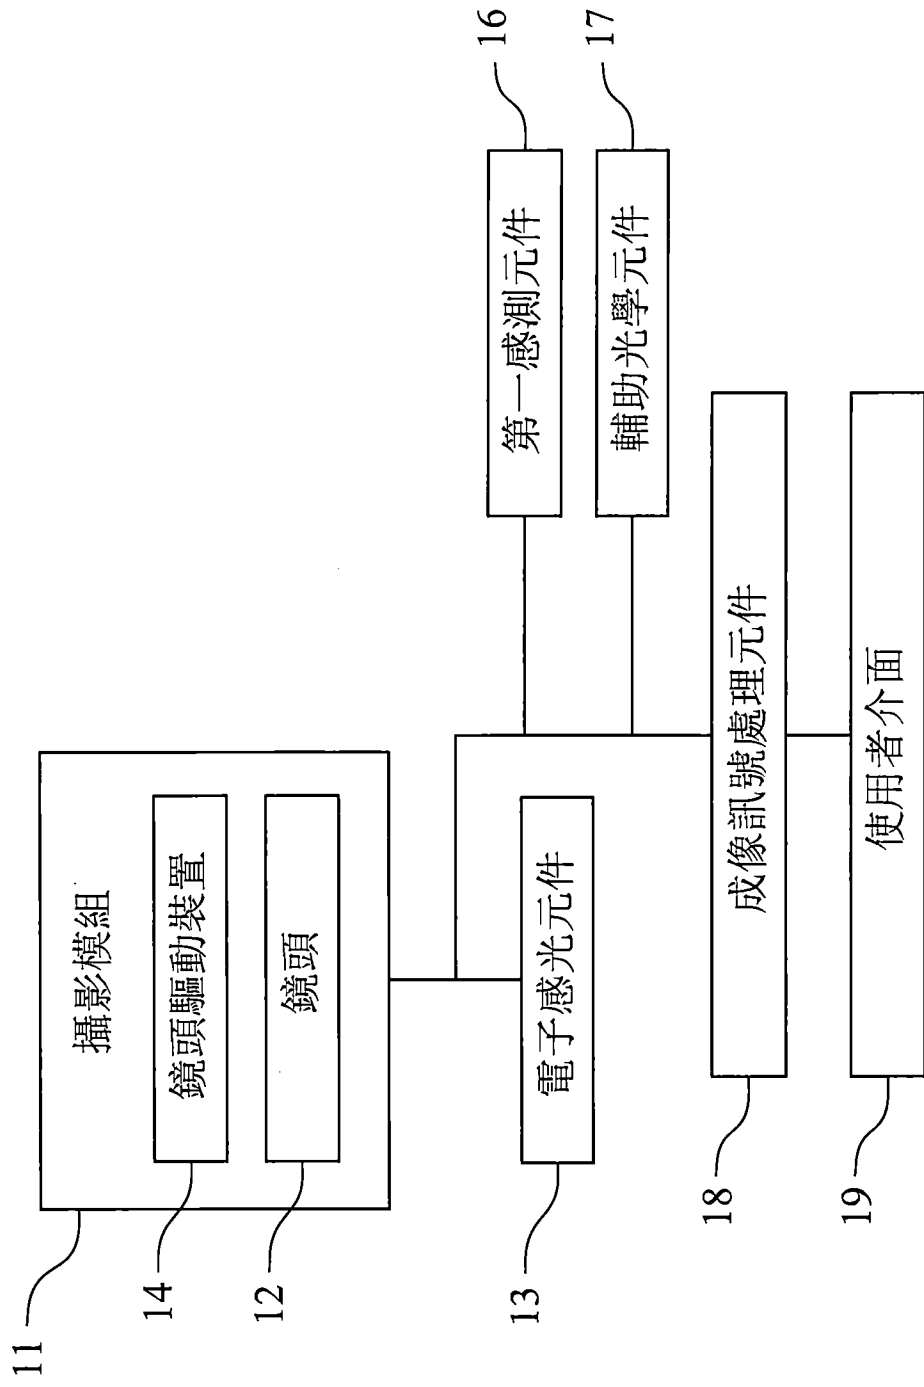 11
攝影模組
14
鏡頭驅動裝置
12
鏡頭
13
電子感光元件
16
第一感測元件
17
輔助光學元件
18
成像訊號處理元件
19
使用者介面